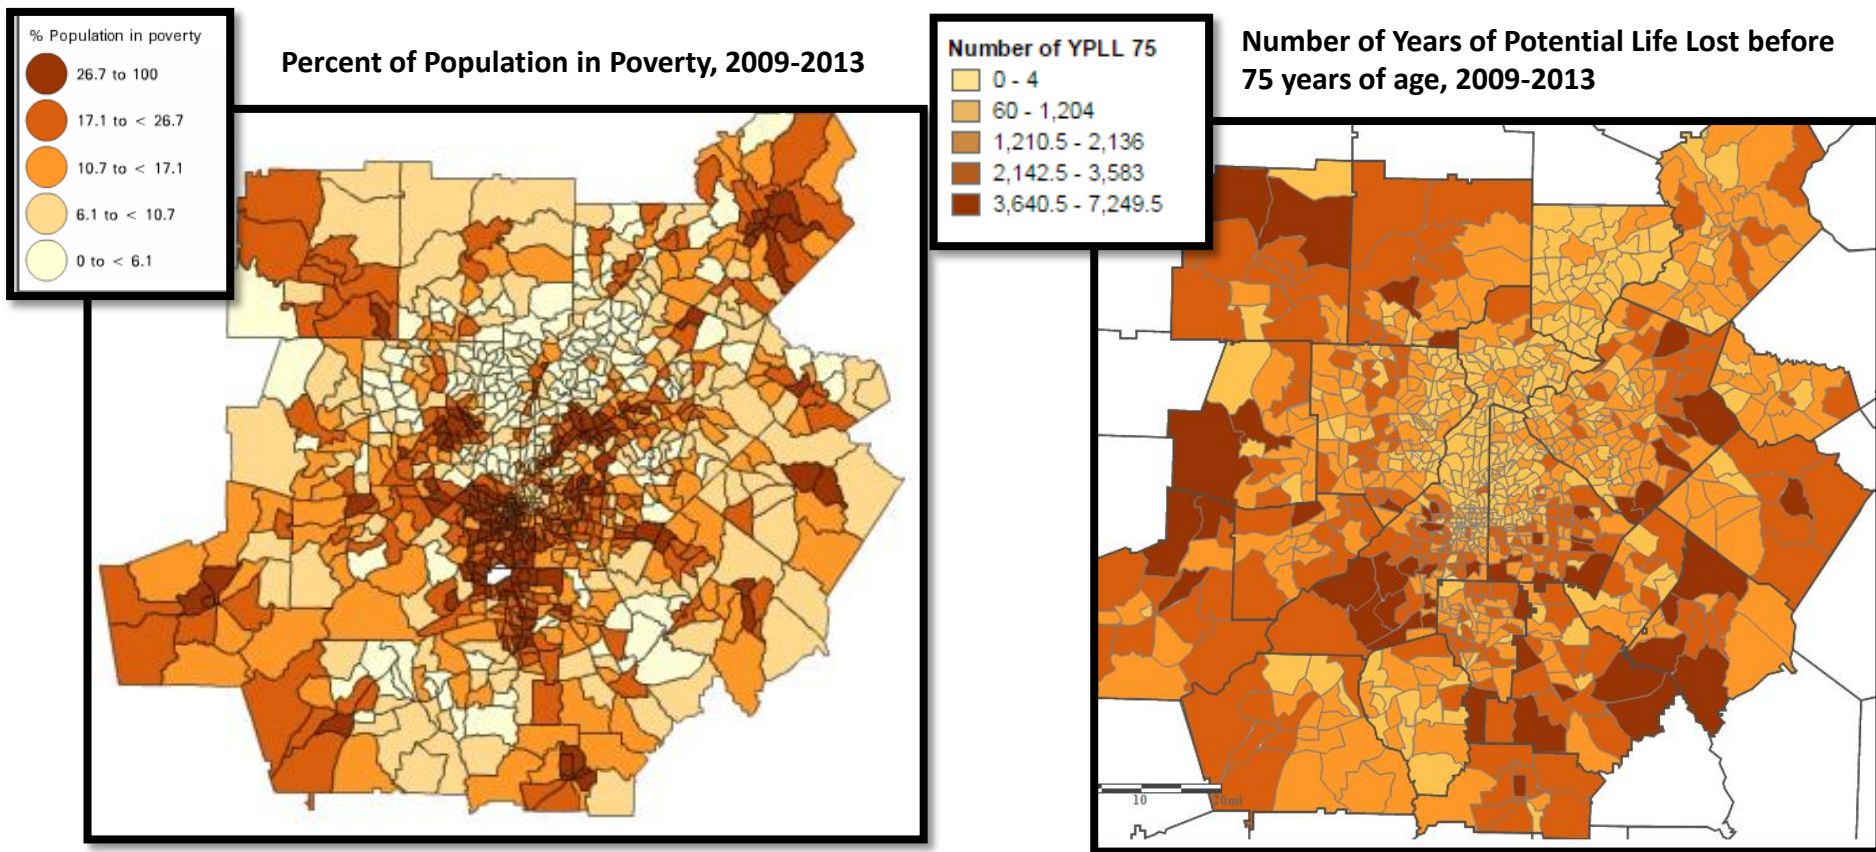 % Population in poverty
26.7 to 100
17.1 to < 26.7
10.7 to < 17.1
6.1 to < 10.7
0 to < 6.1
Percent of Population in Poverty, 2009-2013
Number of YPLL 75
0 - 4
60 - 1,204
1,210.5 - 2,136
2,142.5 - 3,583
3,640.5 - 7,249.5
Number of Years of Potential Life Lost before
75 years of age, 2009-2013
10 20mi